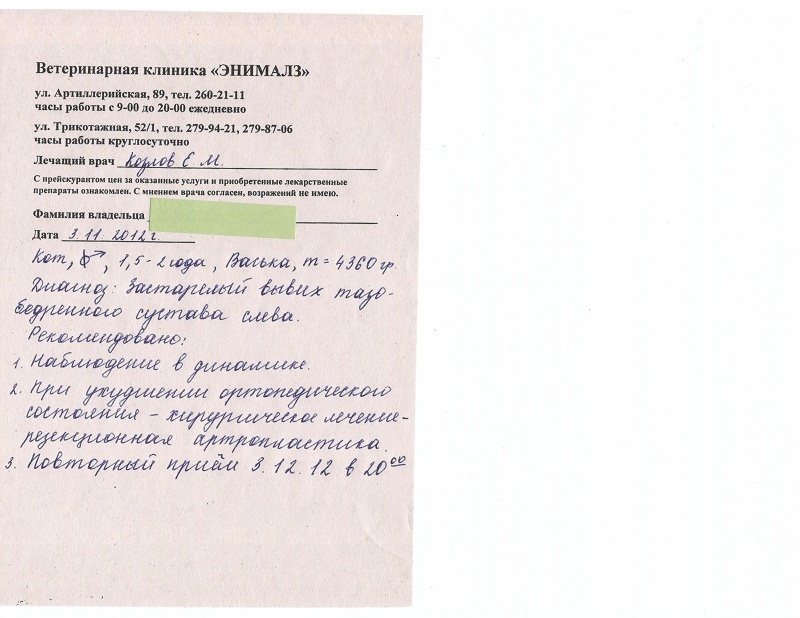 Ветеринарная клиника «ЭНИМАЛЗ»
ул. Артиллерийская, 89, тел. 260-21-11
часы работы с 9-00 до 20-00 ежедневно
ул. Трикотажная, 52/1, тел. 279-94-21, 279-87-06
часы работы круглосуточно
Лечащий врач Козлов Е М.
С прейскурантом цен за оказанные услуги и приобретенные лекарственные
препараты ознакомлен. С мнением врача согласен, возражений не имею.
Фамилия владельца
Дата 3.11.2012 г.
Кот, ♂, 1,5-2 года, Васька, m = 4360 гр.
Диагноз: Застарелый вывих тазо-
бедренного сустава слева.
Рекомендовано:
1. Наблюдение в динамике.
2. При ухудшении ортопедического
состояния - хирургическое лечение-
резекционная артропластика.
3. Повторный приём 3.12.12 в 20⁰⁰